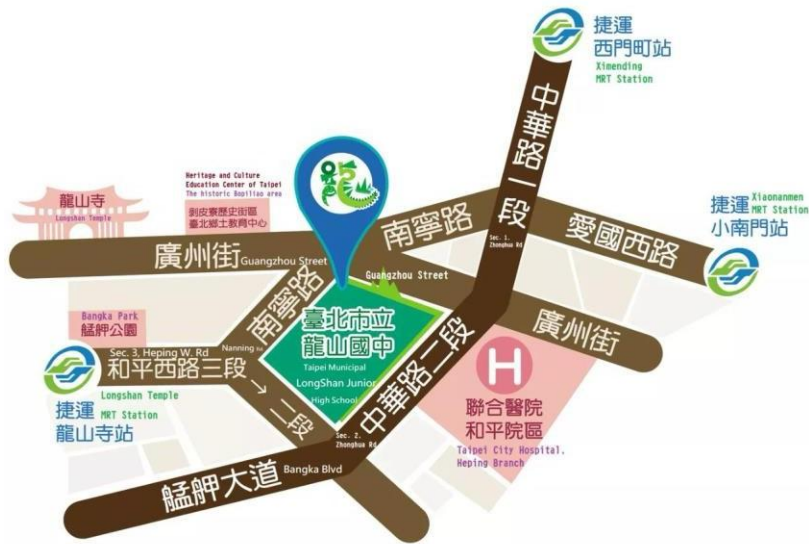 捷運
西門町站
Ximending
MRT Station
中華路一段
Sec. 1.
Zhonghua Rd
龍山寺
Longshan Temple
Heritage and Culture
Education Center of Taipei
The historic Bopiliao area
剝皮寮歷史街區
臺北鄉土教育中心
龍
南寧路
愛國西路
捷運
Xiaonanmen
MRT Station
小南門站
廣州街
Guangzhou Street
Guangzhou Street
廣州街
南寧路
Nanning Rd
臺北市立
龍山國中
Taipei Municipal
LongShan Junior
High School
Bangka Park
艋舺公園
Sec. 3, Heping W. Rd
和平西路三段
→ 二段
Longshan Temple
MRT Station
捷運
龍山寺站
中華路二段
Sec. 2.
Zhonghua Rd
H
聯合醫院
和平院區
Taipei City Hospital,
Heping Branch
艋舺大道
Bangka Blvd